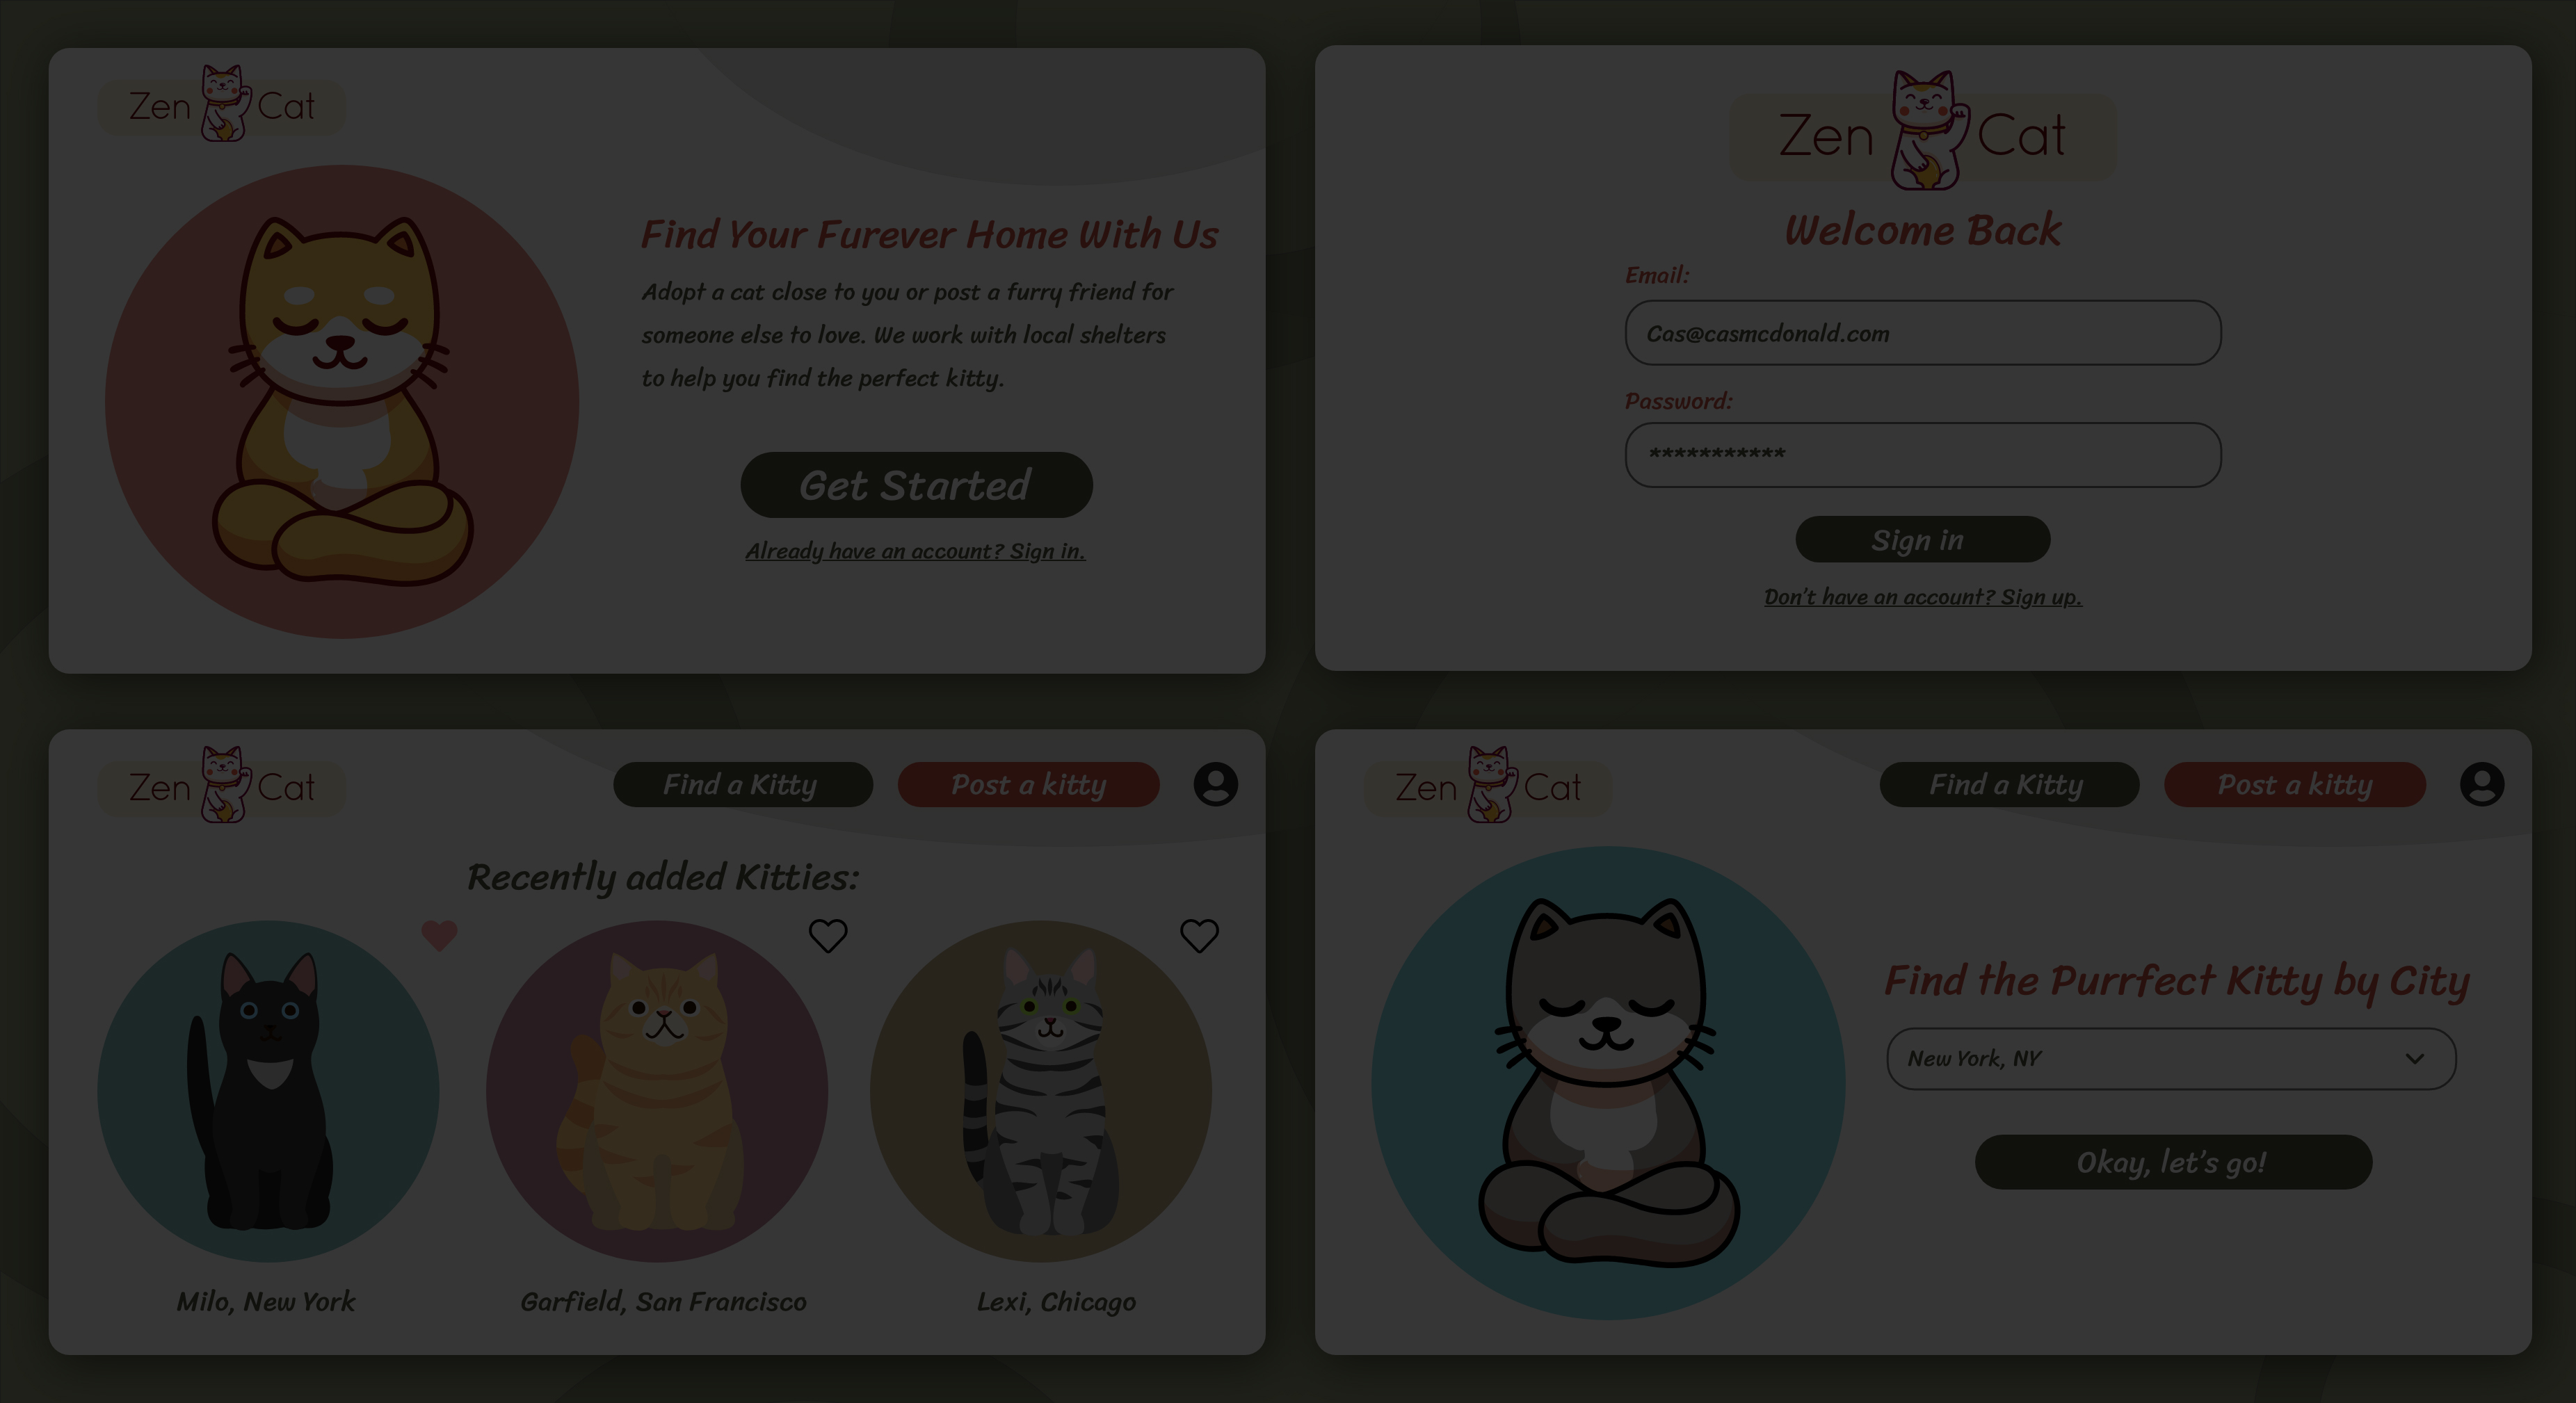 Zen Cat
Find Your Furever Home With Us
Adopt a cat close to you or post a furry friend for
someone else to love. We work with local shelters
to help you find the perfect kitty.
Get Started
Already have an account? Sign in.
Zen Cat
Welcome Back
Email:
Cas@casmcdonald.com
Password:
***********
Sign in
Don't have an account? Sign up.
Zen Cat
Find a Kitty
Post a kitty
Recently added Kitties:
Milo, New York
Garfield, San Francisco
Lexi, Chicago
Zen Cat
Find a Kitty
Post a kitty
Find the Purrfect Kitty by City
New York, NY
Okay, let's go!